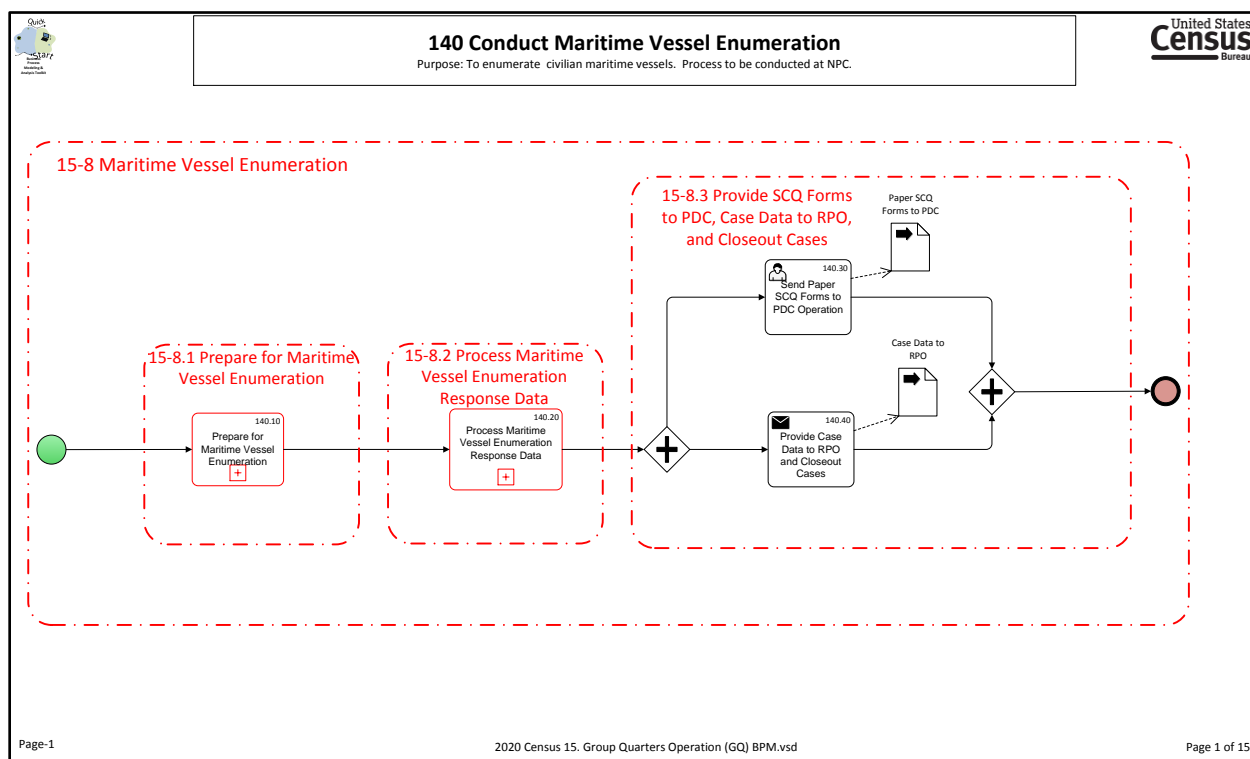 Quick
Start
Business
Process
Modeling &
Analysis Toolkit
140 Conduct Maritime Vessel Enumeration
Purpose: To enumerate civilian maritime vessels. Process to be conducted at NPC.
United States
Census
Bureau
15-8 Maritime Vessel Enumeration
15-8.3 Provide SCQ Forms
to PDC, Case Data to RPO,
and Closeout Cases
Paper SCQ
Forms to PDC
140.30
Send Paper
SCQ Forms to
PDC Operation
Case Data to
RPO
15-8.1 Prepare for Maritime
Vessel Enumeration
15-8.2 Process Maritime
Vessel Enumeration
Response Data
140.10
Prepare for
Maritime Vessel
Enumeration
140.20
Process Maritime
Vessel Enumeration
Response Data
140.40
Provide Case
Data to RPO
and Closeout
Cases
Page-1
2020 Census 15. Group Quarters Operation (GQ) BPM.vsd
Page 1 of 15